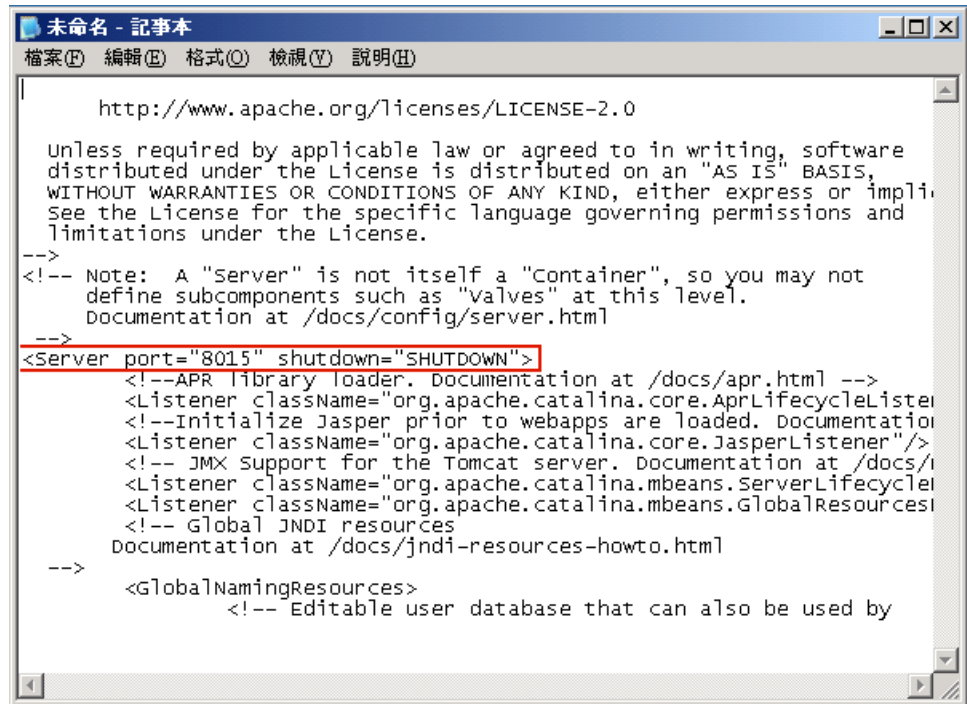 未命名 - 記事本
檔案(F) 編輯(E) 格式(O) 檢視(V) 說明(H)
http://www.apache.org/licenses/LICENSE-2.0
Unless required by applicable law or agreed to in writing, software
distributed under the License is distributed on an "AS IS" BASIS,
WITHOUT WARRANTIES OR CONDITIONS OF ANY KIND, either express or impli
See the License for the specific language governing permissions and
limitations under the License.
-->
<!-- Note:  A "Server" is not itself a "Container", so you may not
define subcomponents such as "Valves" at this level.
Documentation at /docs/config/server.html
-->
<Server port="8015" shutdown="SHUTDOWN">
<!--APR library loader. Documentation at /docs/apr.html -->
<Listener className="org.apache.catalina.core.AprLifecycleListe
<!--Initialize Jasper prior to webapps are loaded. Documentatio
<Listener className="org.apache.catalina.core.JasperListener"/>
<!-- JMX Support for the Tomcat server. Documentation at /docs/
<Listener className="org.apache.catalina.mbeans.ServerLifecycle
<Listener className="org.apache.catalina.mbeans.GlobalResources
<!-- Global JNDI resources
Documentation at /docs/jndi-resources-howto.html
-->
<GlobalNamingResources>
<!-- Editable user database that can also be used by